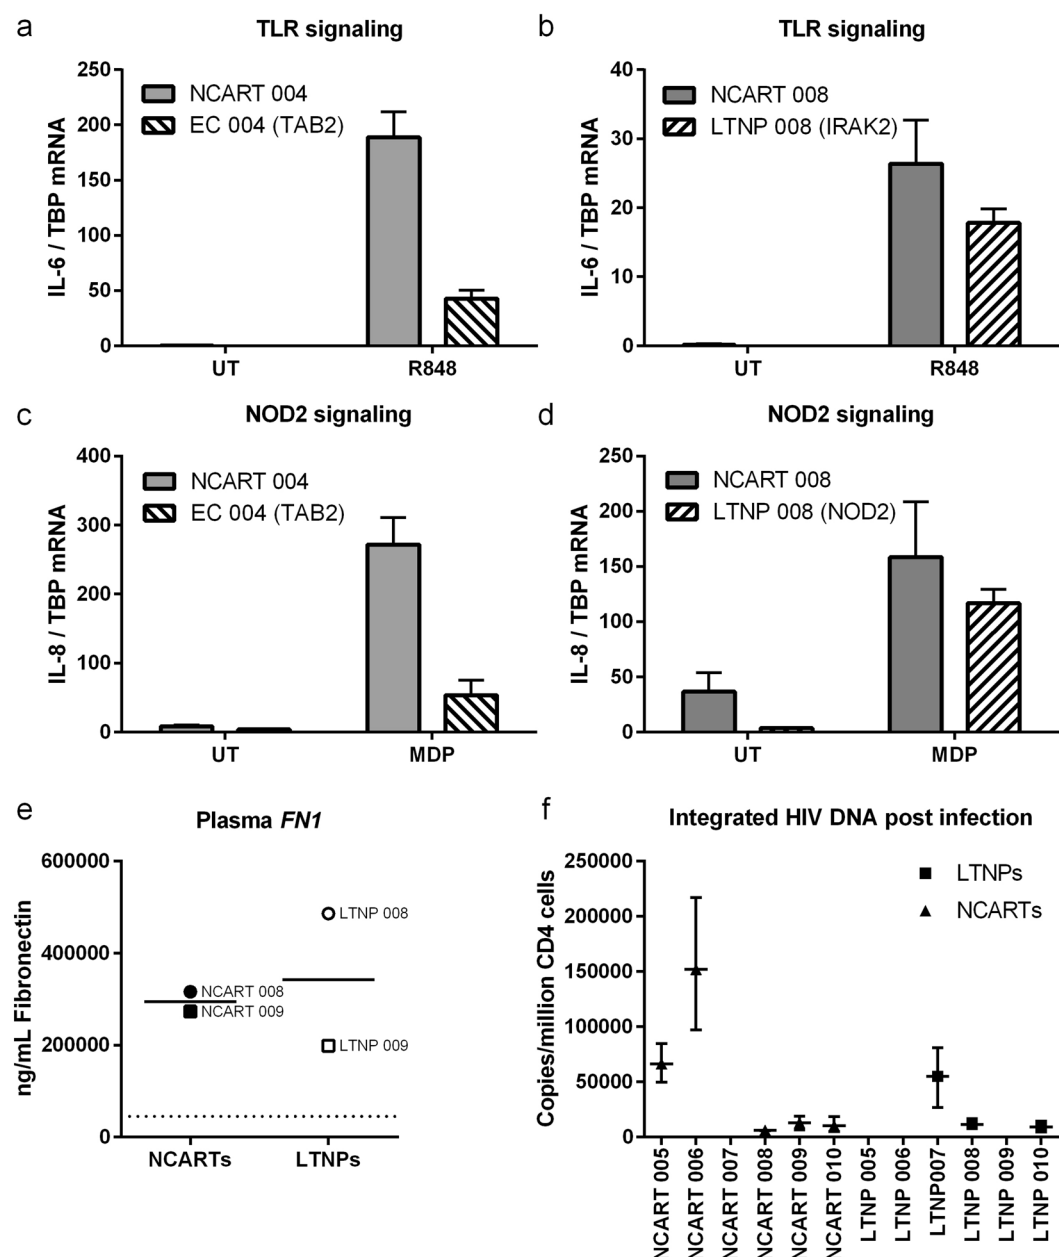 a
TLR signaling
250
200
150
100
50
0
IL-6 / TBP mRNA
NCART 004
EC 004 (TAB2)
UT
R848
b
TLR signaling
40
30
20
10
0
IL-6 / TBP mRNA
NCART 008
LTNP 008 (IRAK2)
UT
R848
c
NOD2 signaling
400
300
200
100
0
IL-8 / TBP mRNA
NCART 004
EC 004 (TAB2)
UT
MDP
d
NOD2 signaling
250
200
150
100
50
0
IL-8 / TBP mRNA
NCART 008
LTNP 008 (NOD2)
UT
MDP
e
Plasma FN1
600000
400000
200000
0
ng/mL Fibronectin
LTNP 008
NCART 008
NCART 009
LTNP 009
NCARTs
LTNPs
f
Integrated HIV DNA post infection
250000
200000
150000
100000
50000
0
Copies/million CD4 cells
LTNPs
NCARTs
NCART 005
NCART 006
NCART 007
NCART 008
NCART 009
NCART 010
LTNP 005
LTNP 006
LTNP007
LTNP 008
LTNP 009
LTNP 010